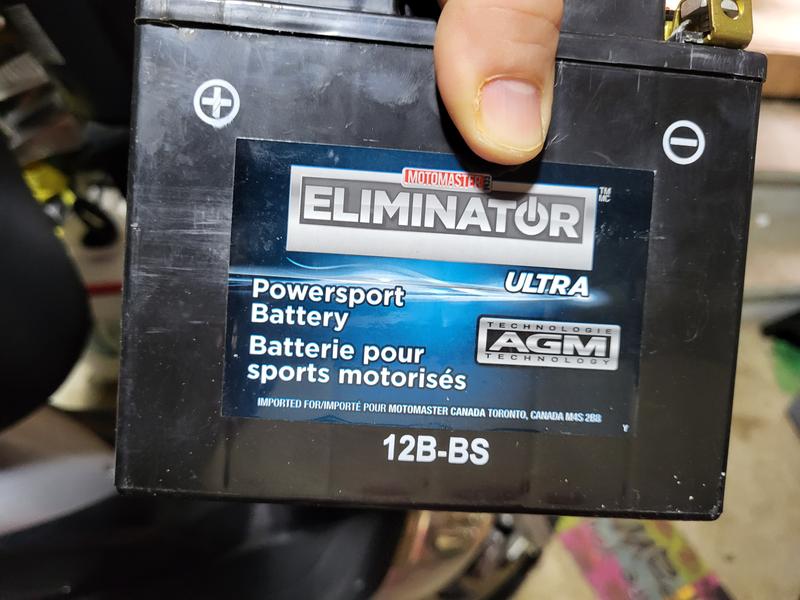 +
−
MOTOMASTER
ELIMINATOR
TM
MC
ULTRA
Powersport
Battery
Batterie pour
sports motorisés
TECHNOLOGIE
AGM
TECHNOLOGY
IMPORTED FOR/IMPORTÉ POUR MOTOMASTER CANADA TORONTO, CANADA M4S 2B8
Y
12B-BS